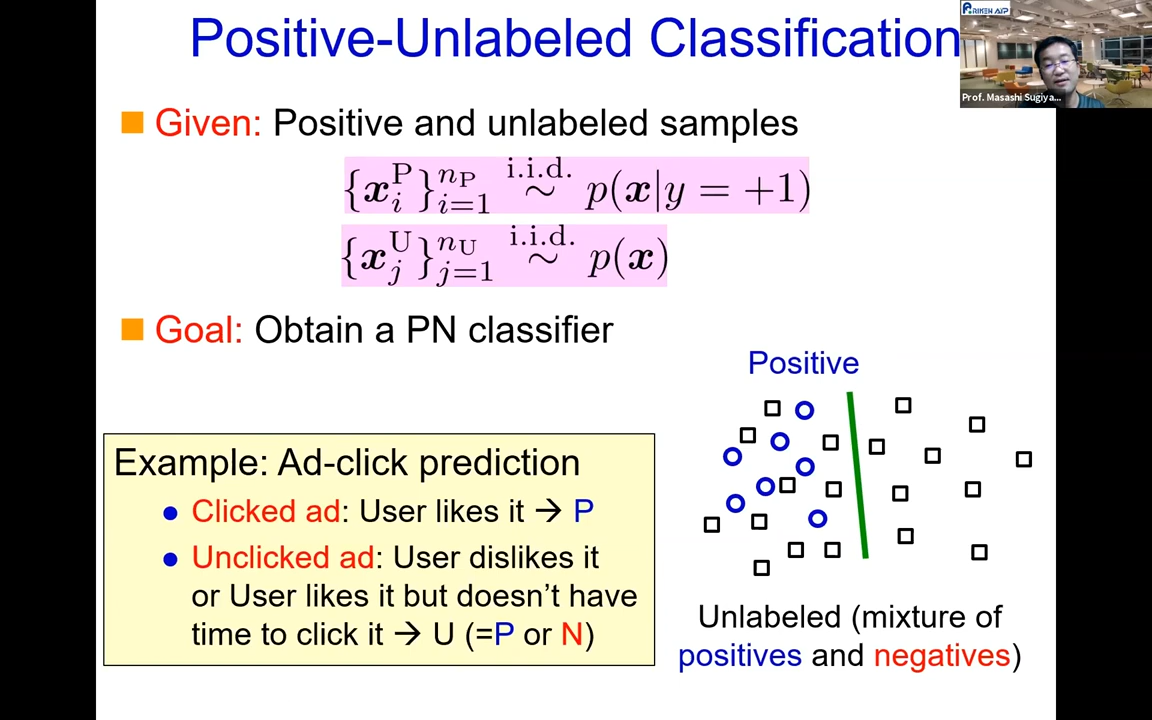 Positive-Unlabeled Classification
RIKEN AIP
Prof. Masashi Sugiya...
Given: Positive and unlabeled samples
{x_i^P}_{i=1}^{n_P} i.i.d. ~ p(x|y = +1)
{x_j^U}_{j=1}^{n_U} i.i.d. ~ p(x)
Goal: Obtain a PN classifier
Positive
Example: Ad-click prediction
● Clicked ad: User likes it → P
● Unclicked ad: User dislikes it
or User likes it but doesn't have
time to click it → U (=P or N)
Unlabeled (mixture of
positives and negatives)